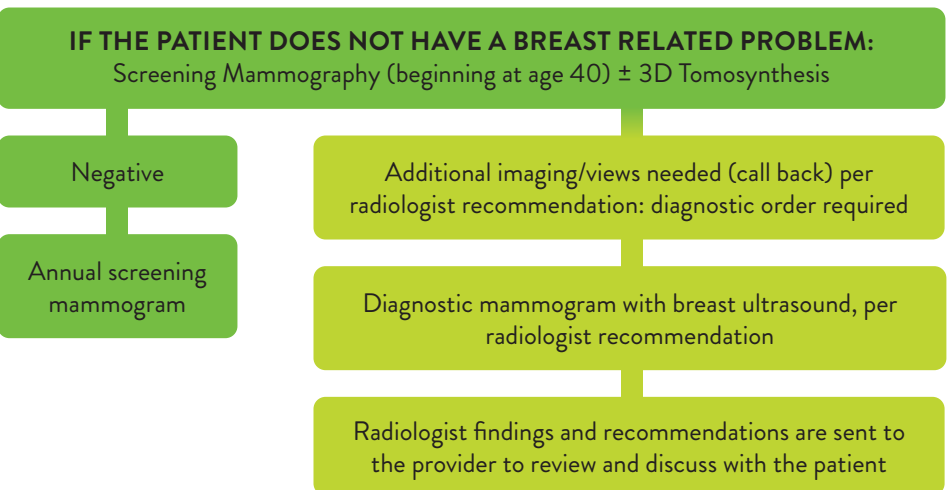 IF THE PATIENT DOES NOT HAVE A BREAST RELATED PROBLEM:
Screening Mammography (beginning at age 40) ± 3D Tomosynthesis
Negative
Annual screening
mammogram
Additional imaging/views needed (call back) per
radiologist recommendation: diagnostic order required
Diagnostic mammogram with breast ultrasound, per
radiologist recommendation
Radiologist findings and recommendations are sent to
the provider to review and discuss with the patient